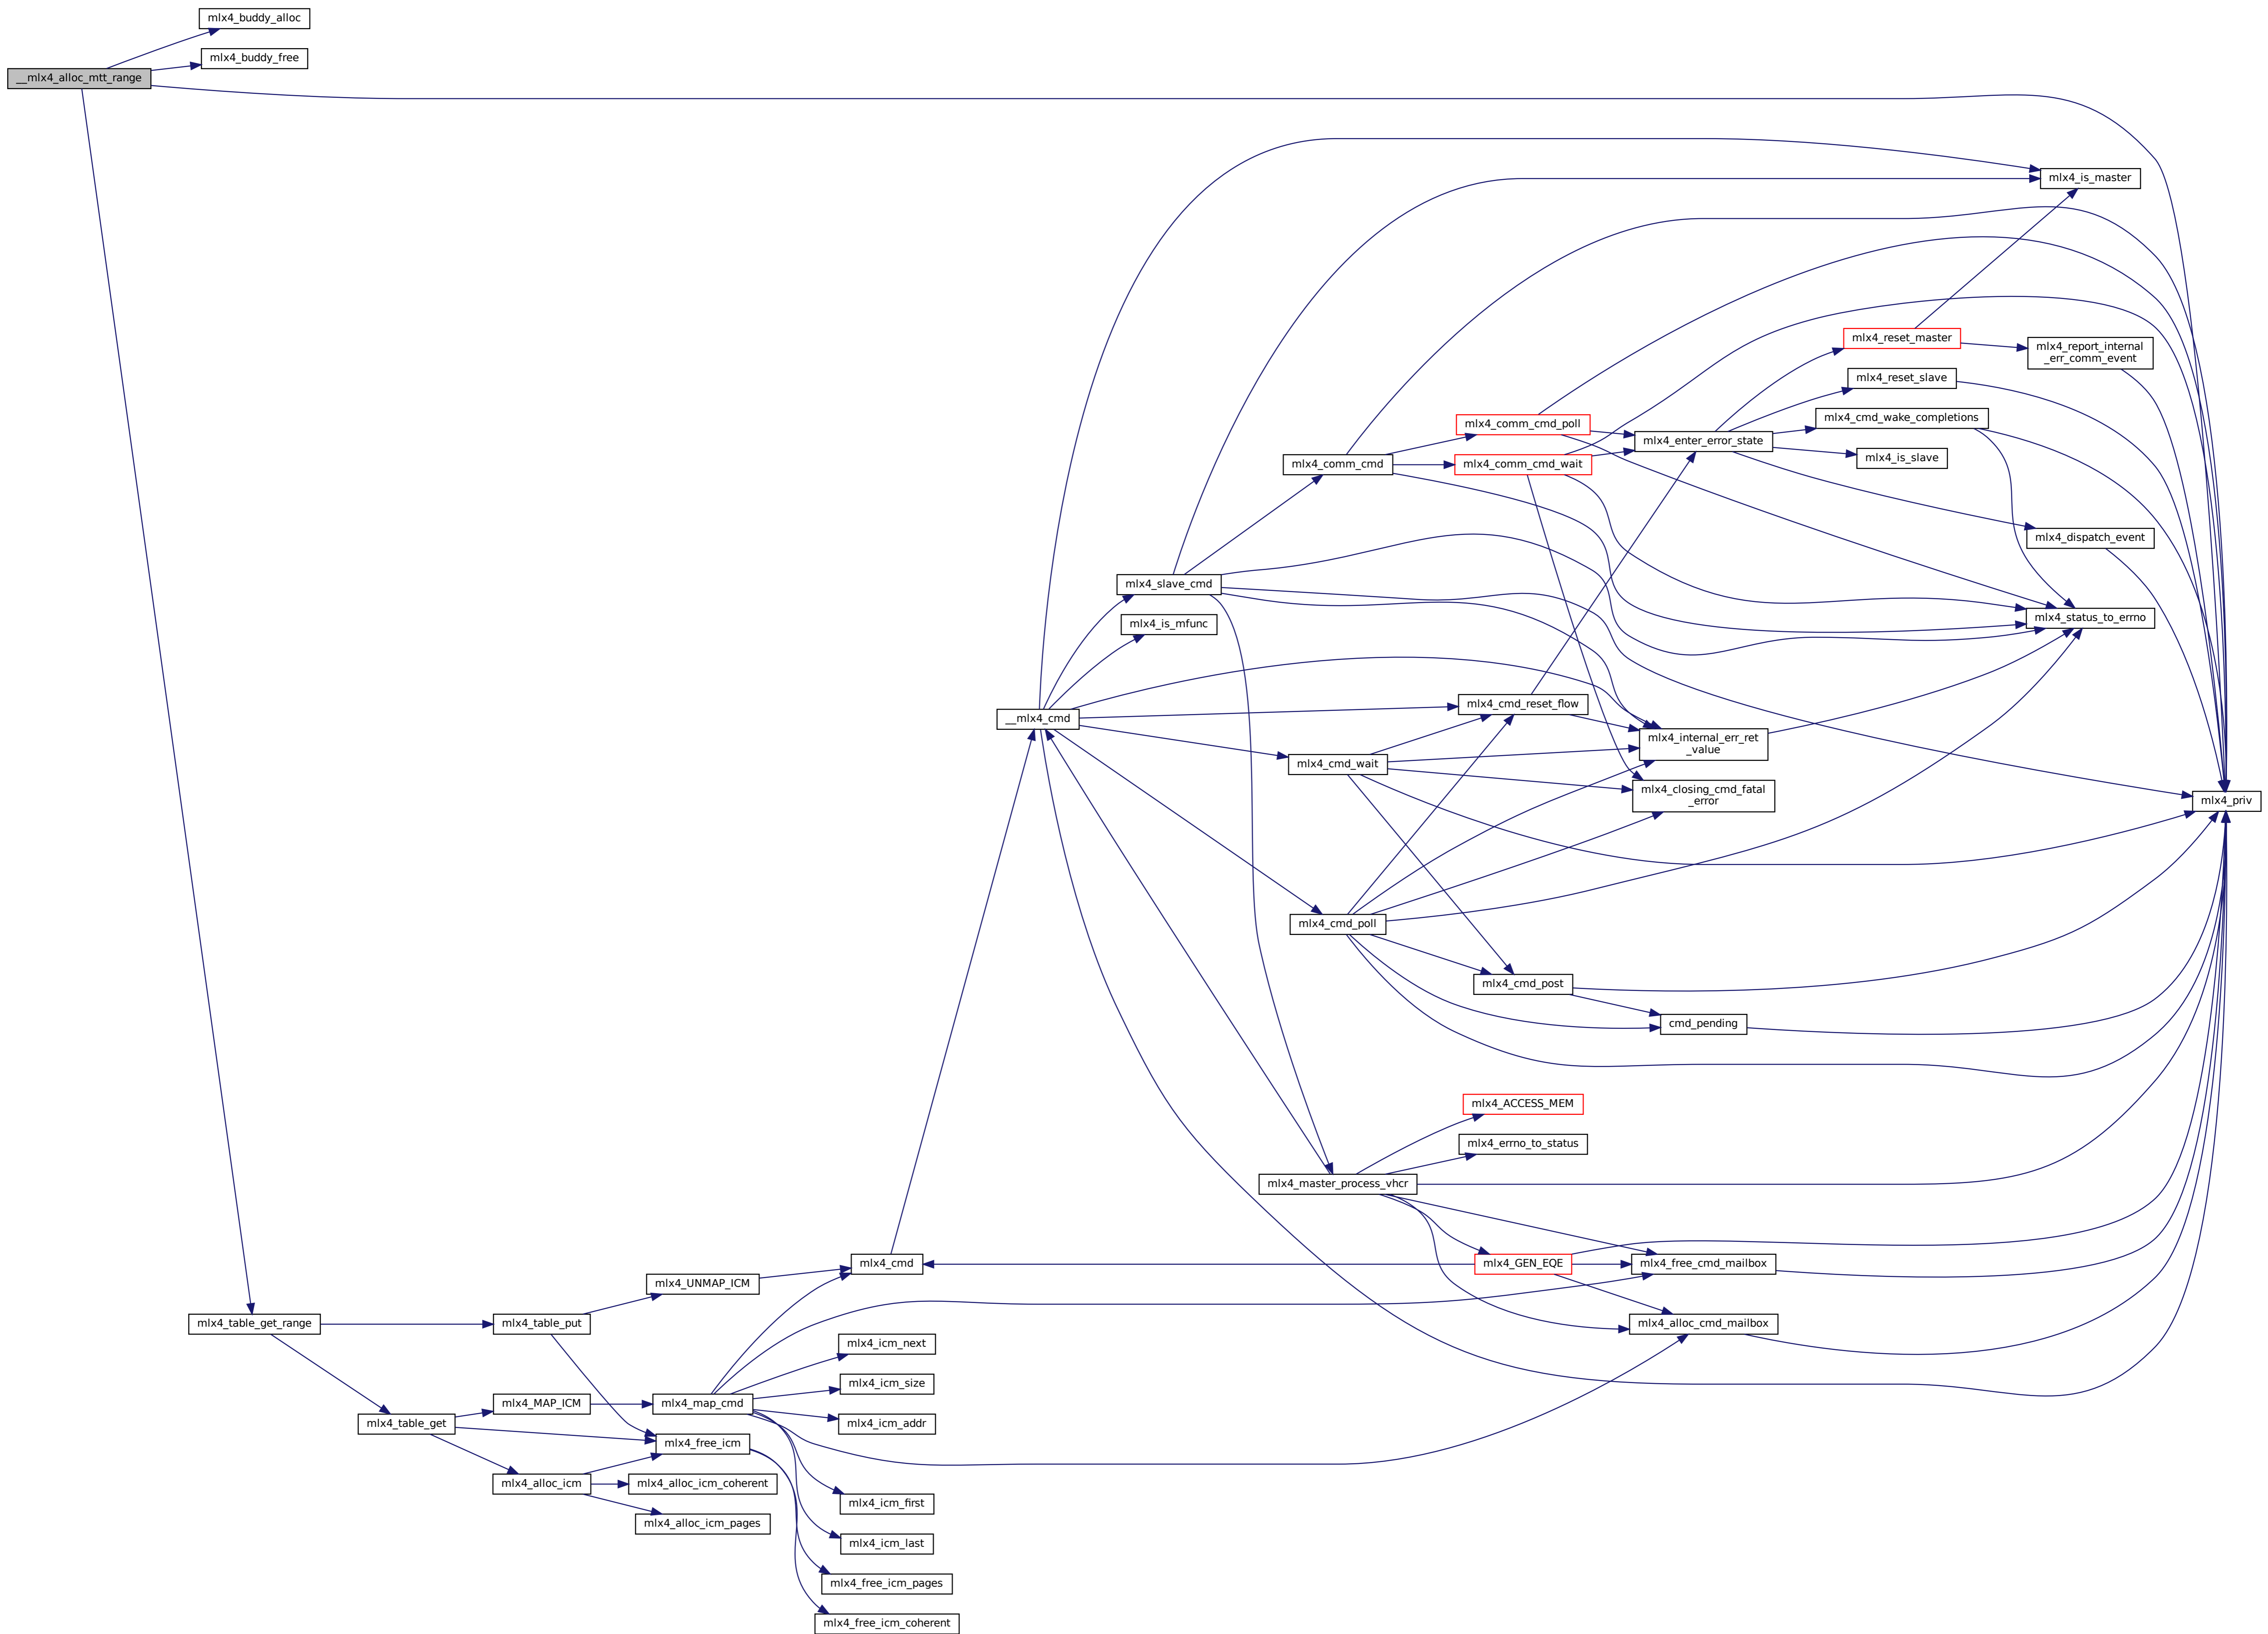 mlx4_buddy_alloc
mlx4_buddy_free
__mlx4_alloc_mtt_range
mlx4_is_master
mlx4_reset_master
mlx4_report_internal
_err_comm_event
mlx4_reset_slave
mlx4_cmd_wake_completions
mlx4_comm_cmd_poll
mlx4_enter_error_state
mlx4_is_slave
mlx4_comm_cmd
mlx4_comm_cmd_wait
mlx4_dispatch_event
mlx4_slave_cmd
mlx4_is_mfunc
mlx4_status_to_errno
mlx4_cmd_reset_flow
__mlx4_cmd
mlx4_internal_err_ret
_value
mlx4_cmd_wait
mlx4_closing_cmd_fatal
_error
mlx4_priv
mlx4_cmd_poll
mlx4_cmd_post
cmd_pending
mlx4_ACCESS_MEM
mlx4_errno_to_status
mlx4_master_process_vhcr
mlx4_cmd
mlx4_GEN_EQE
mlx4_free_cmd_mailbox
mlx4_UNMAP_ICM
mlx4_table_get_range
mlx4_table_put
mlx4_alloc_cmd_mailbox
mlx4_icm_next
mlx4_icm_size
mlx4_MAP_ICM
mlx4_map_cmd
mlx4_table_get
mlx4_icm_addr
mlx4_free_icm
mlx4_alloc_icm
mlx4_alloc_icm_coherent
mlx4_icm_first
mlx4_alloc_icm_pages
mlx4_icm_last
mlx4_free_icm_pages
mlx4_free_icm_coherent